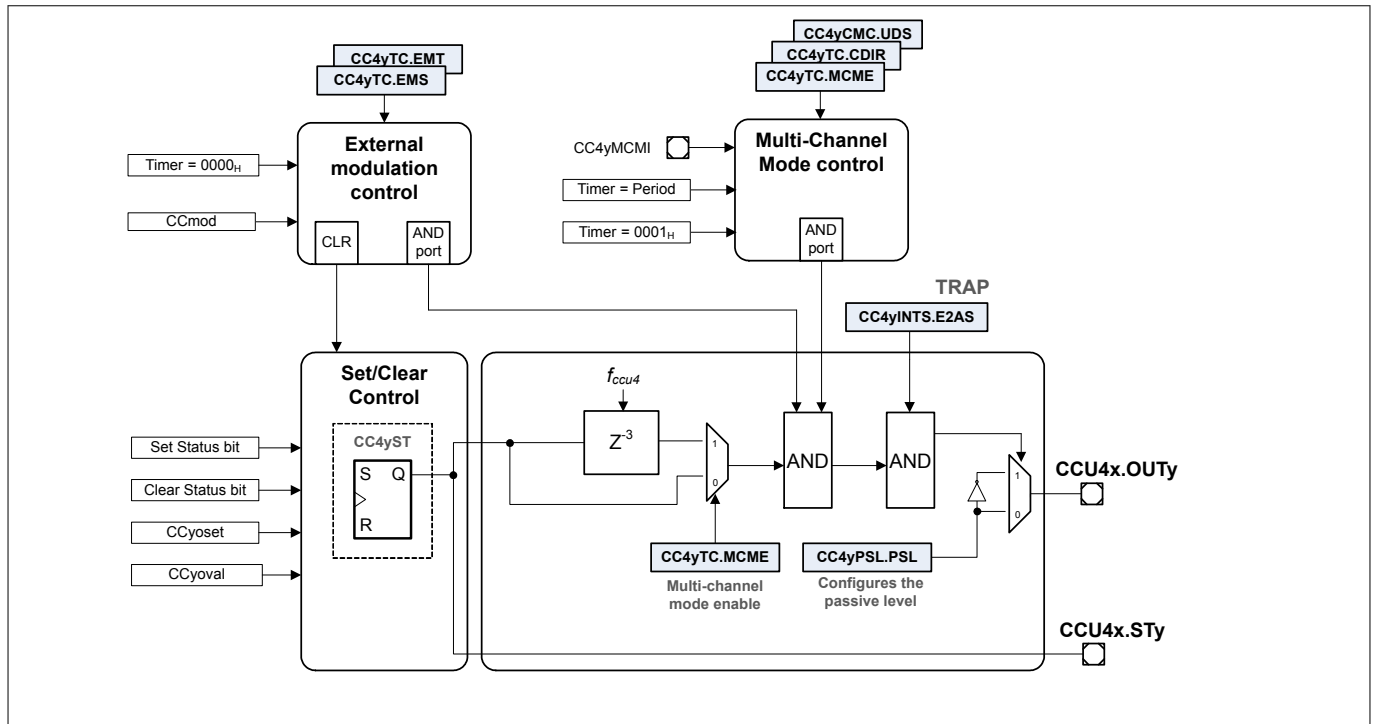 CC4yCMC.UDS
CC4yTC.EMT
CC4yTC.CDIR
CC4yTC.EMS
CC4yTC.MCME
External
modulation
control
Multi-Channel
Mode control
CC4yMCMI
Timer = 0000H
Timer = Period
CCmod
Timer = 0001H
CLR
AND
port
AND
port
TRAP
CC4yINTS.E2AS
Set/Clear
Control
fccu4
CC4yST
Set Status bit
Z-3
1
S Q
AND
AND
CCU4x.OUTy
1
Clear Status bit
0
R
0
CCyoset
CC4yTC.MCME
CC4yPSL.PSL
CCyoval
Multi-channel
mode enable
Configures the
passive level
CCU4x.STy